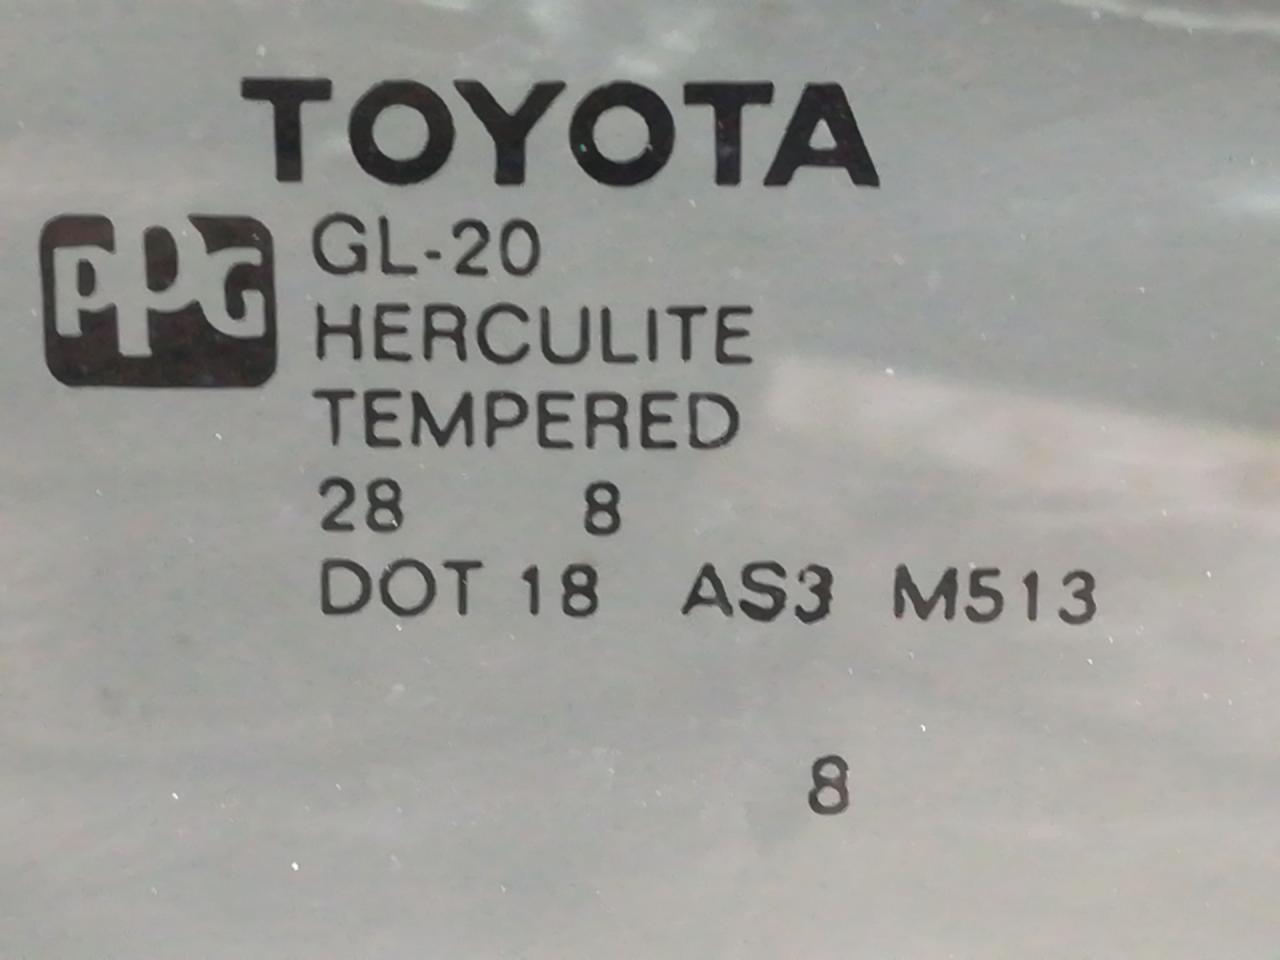 TOYOTA
PPG
GL-20
HERCULITE
TEMPERED
28 8
DOT 18 AS3 M513
8